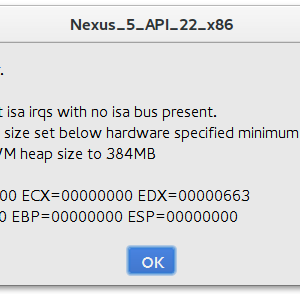 Nexus_5_API_22_x86
.
t isa irqs with no isa bus present.
size set below hardware specified minimum
VM heap size to 384MB
00 ECX=00000000 EDX=00000663
0 EBP=00000000 ESP=00000000
OK